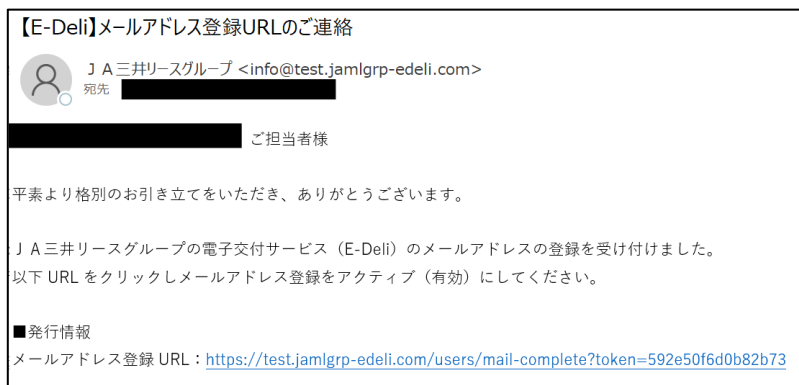 【E-Deli】メールアドレス登録URLのご連絡
ＪＡ三井リースグループ <info@test.jamlgrp-edeli.com>
宛先
ご担当者様
平素より格別のお引き立てをいただき、ありがとうございます。
ＪＡ三井リースグループの電子交付サービス（E-Deli）のメールアドレスの登録を受け付けました。
以下 URL をクリックしメールアドレス登録をアクティブ（有効）にしてください。
■発行情報
メールアドレス登録 URL：https://test.jamlgrp-edeli.com/users/mail-complete?token=592e50f6d0b82b73